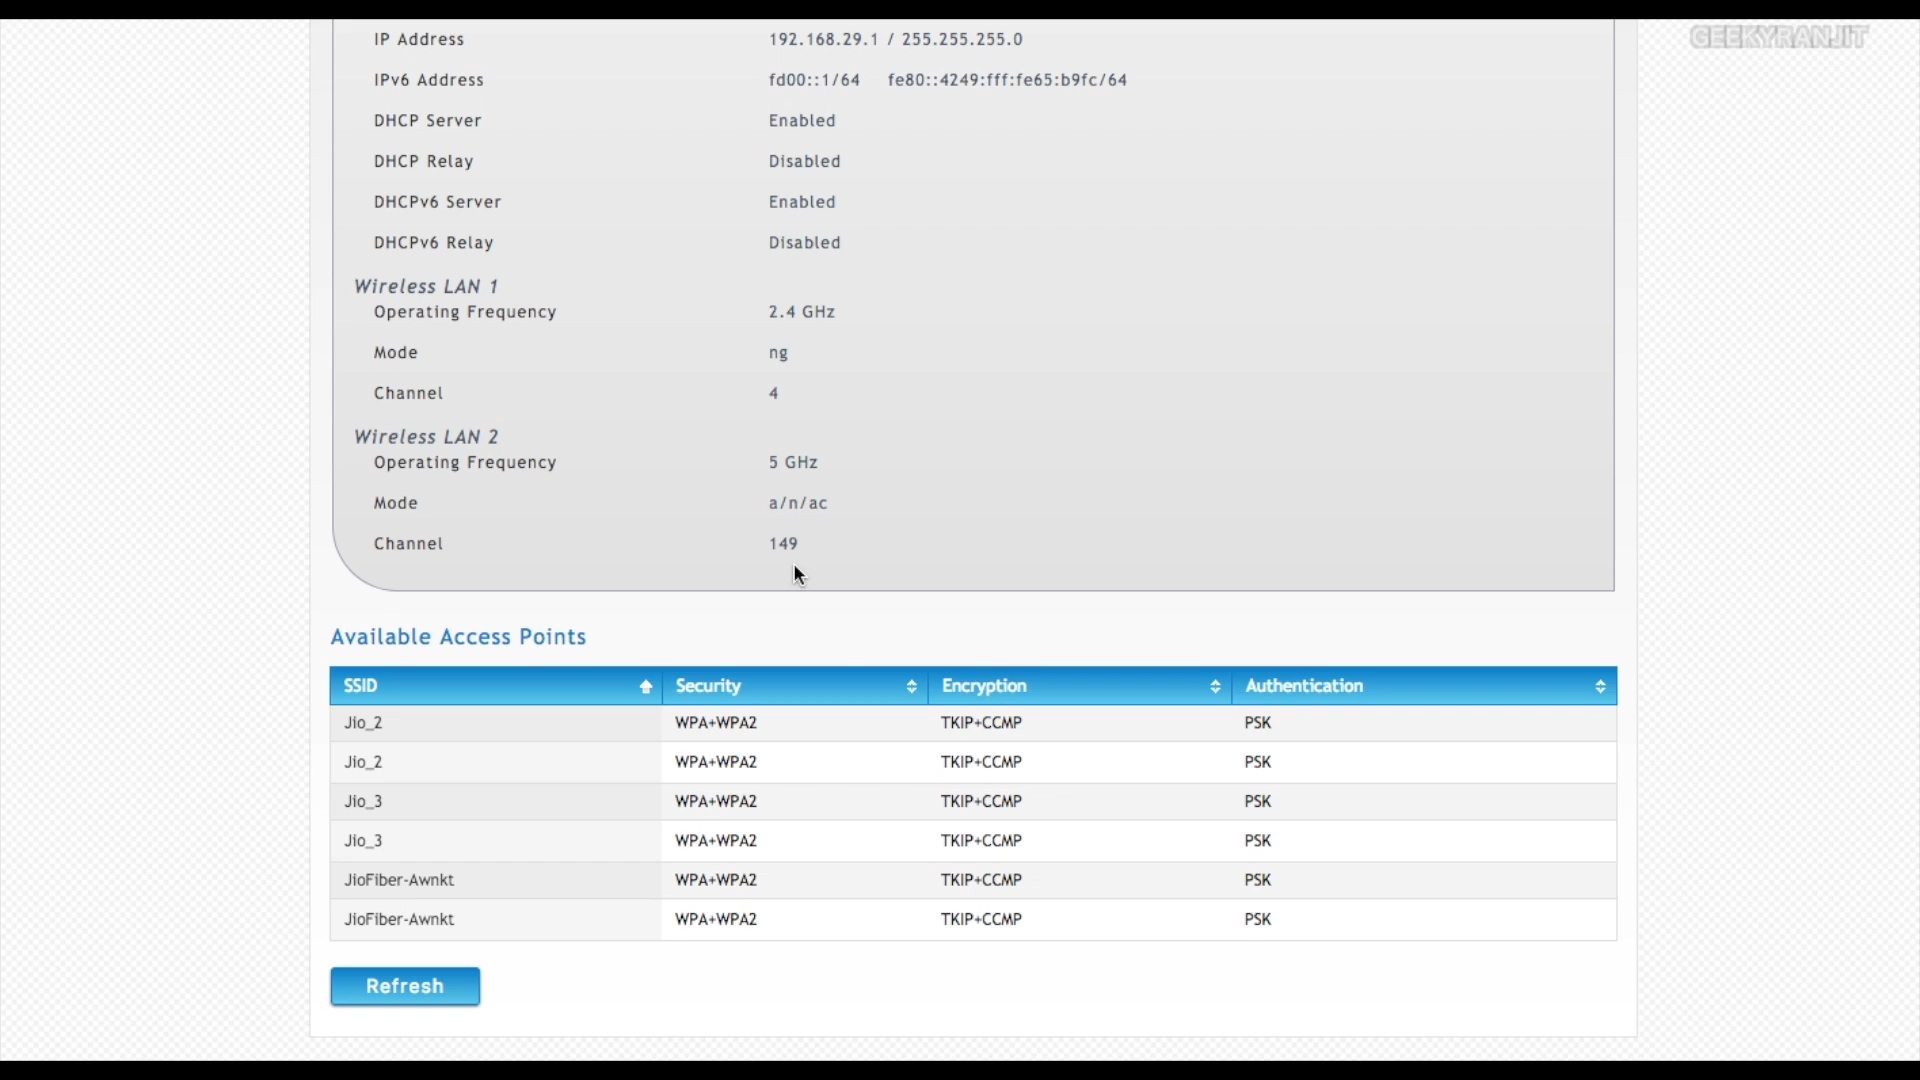 GEEKYRANJIT
IP Address 192.168.29.1 / 255.255.255.0
IPv6 Address fd00::1/64 fe80::4249:fff:fe65:b9fc/64
DHCP Server Enabled
DHCP Relay Disabled
DHCPv6 Server Enabled
DHCPv6 Relay Disabled
Wireless LAN 1
Operating Frequency 2.4 GHz
Mode ng
Channel 4
Wireless LAN 2
Operating Frequency 5 GHz
Mode a/n/ac
Channel 149
Available Access Points
SSID Security Encryption Authentication
Jio_2 WPA+WPA2 TKIP+CCMP PSK
Jio_2 WPA+WPA2 TKIP+CCMP PSK
Jio_3 WPA+WPA2 TKIP+CCMP PSK
Jio_3 WPA+WPA2 TKIP+CCMP PSK
JioFiber-Awnkt WPA+WPA2 TKIP+CCMP PSK
JioFiber-Awnkt WPA+WPA2 TKIP+CCMP PSK
Refresh